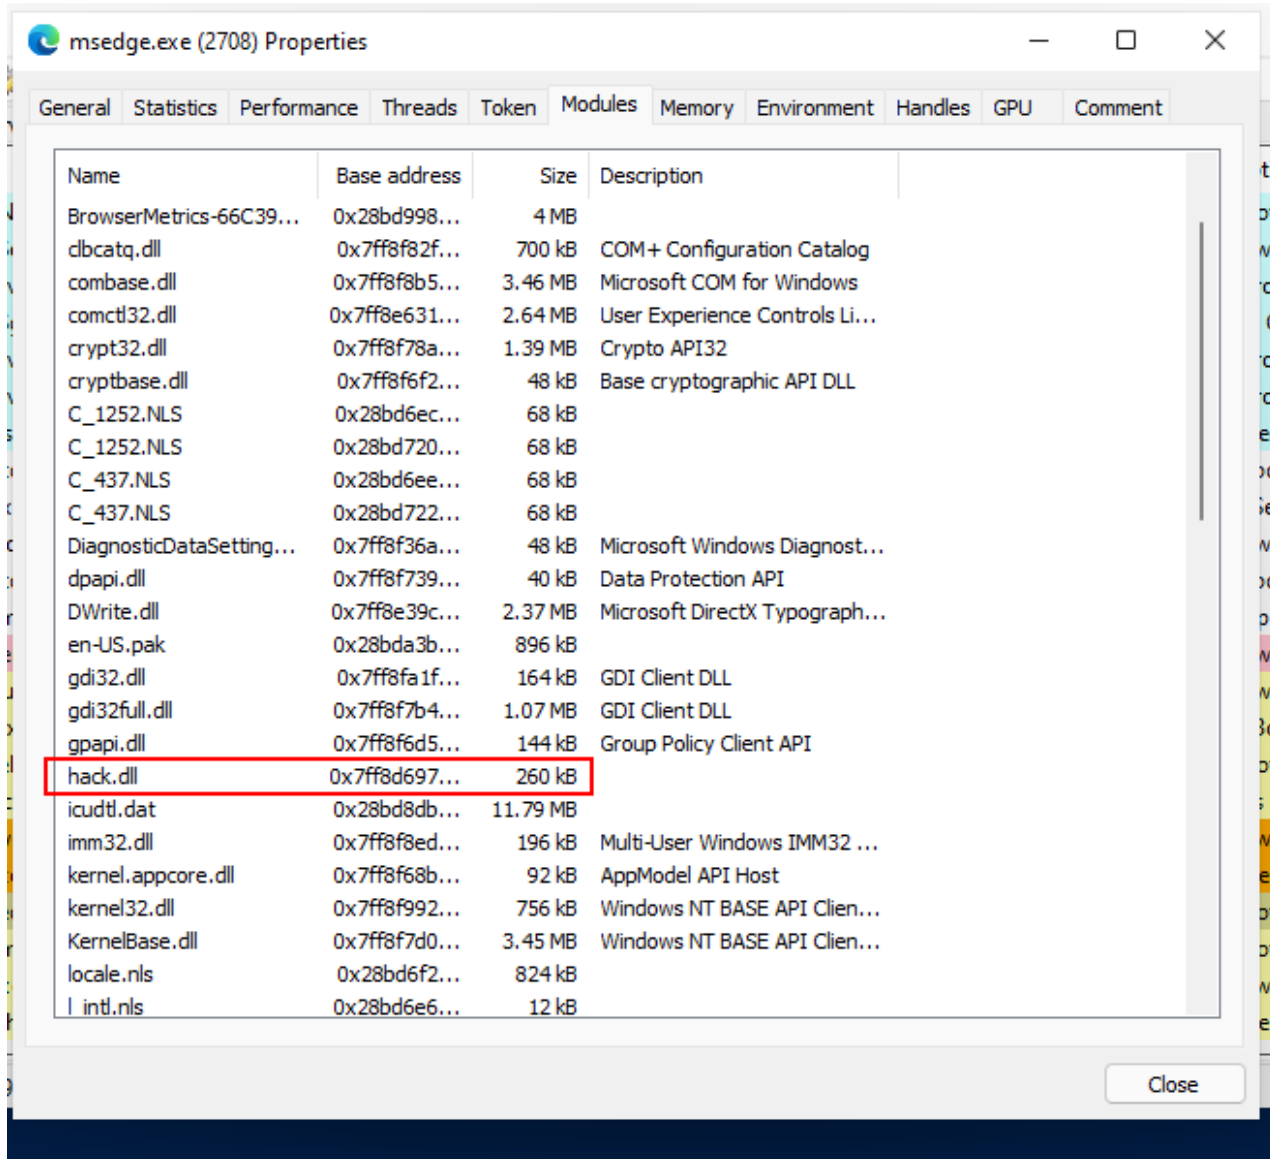 msedge.exe (2708) Properties
General Statistics Performance Threads Token Modules Memory Environment Handles GPU Comment
Name Base address Size Description
BrowserMetrics-66C39... 0x28bd998... 4 MB
clbcatq.dll 0x7ff8f82f... 700 kB COM+ Configuration Catalog
combase.dll 0x7ff8f8b5... 3.46 MB Microsoft COM for Windows
comctl32.dll 0x7ff8e631... 2.64 MB User Experience Controls Li...
crypt32.dll 0x7ff8f78a... 1.39 MB Crypto API32
cryptbase.dll 0x7ff8f6f2... 48 kB Base cryptographic API DLL
C_1252.NLS 0x28bd6ec... 68 kB
C_1252.NLS 0x28bd720... 68 kB
C_437.NLS 0x28bd6ee... 68 kB
C_437.NLS 0x28bd722... 68 kB
DiagnosticDataSetting... 0x7ff8f36a... 48 kB Microsoft Windows Diagnost...
dpapi.dll 0x7ff8f739... 40 kB Data Protection API
DWrite.dll 0x7ff8e39c... 2.37 MB Microsoft DirectX Typograph...
en-US.pak 0x28bda3b... 896 kB
gdi32.dll 0x7ff8fa1f... 164 kB GDI Client DLL
gdi32full.dll 0x7ff8f7b4... 1.07 MB GDI Client DLL
gpapi.dll 0x7ff8f6d5... 144 kB Group Policy Client API
hack.dll 0x7ff8d697... 260 kB
icudtl.dat 0x28bd8db... 11.79 MB
imm32.dll 0x7ff8f8ed... 196 kB Multi-User Windows IMM32 ...
kernel.appcore.dll 0x7ff8f68b... 92 kB AppModel API Host
kernel32.dll 0x7ff8f992... 756 kB Windows NT BASE API Clien...
KernelBase.dll 0x7ff8f7d0... 3.45 MB Windows NT BASE API Clien...
locale.nls 0x28bd6f2... 824 kB
l_intl.nls 0x28bd6e6... 12 kB
Close